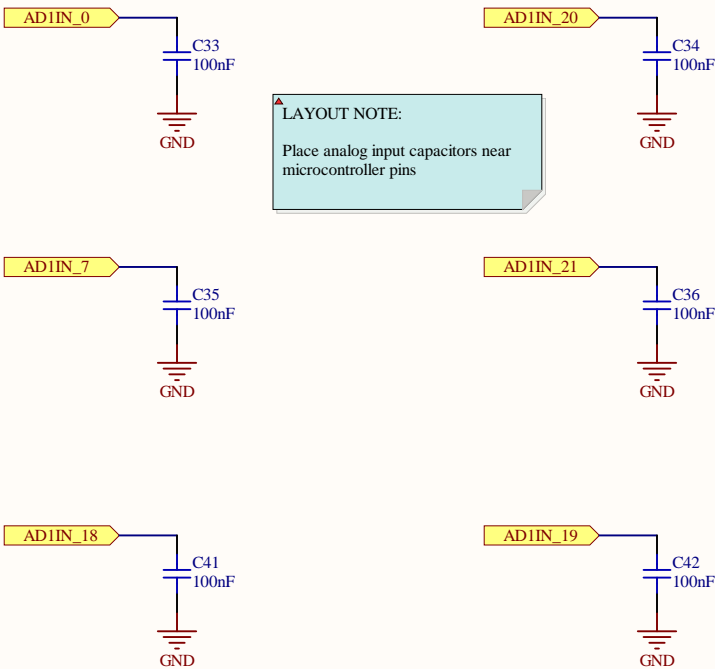 AD1IN_0
C33
100nF
GND
AD1IN_20
C34
100nF
GND
LAYOUT NOTE:
Place analog input capacitors near
microcontroller pins
AD1IN_7
C35
100nF
GND
AD1IN_21
C36
100nF
GND
AD1IN_18
C41
100nF
GND
AD1IN_19
C42
100nF
GND